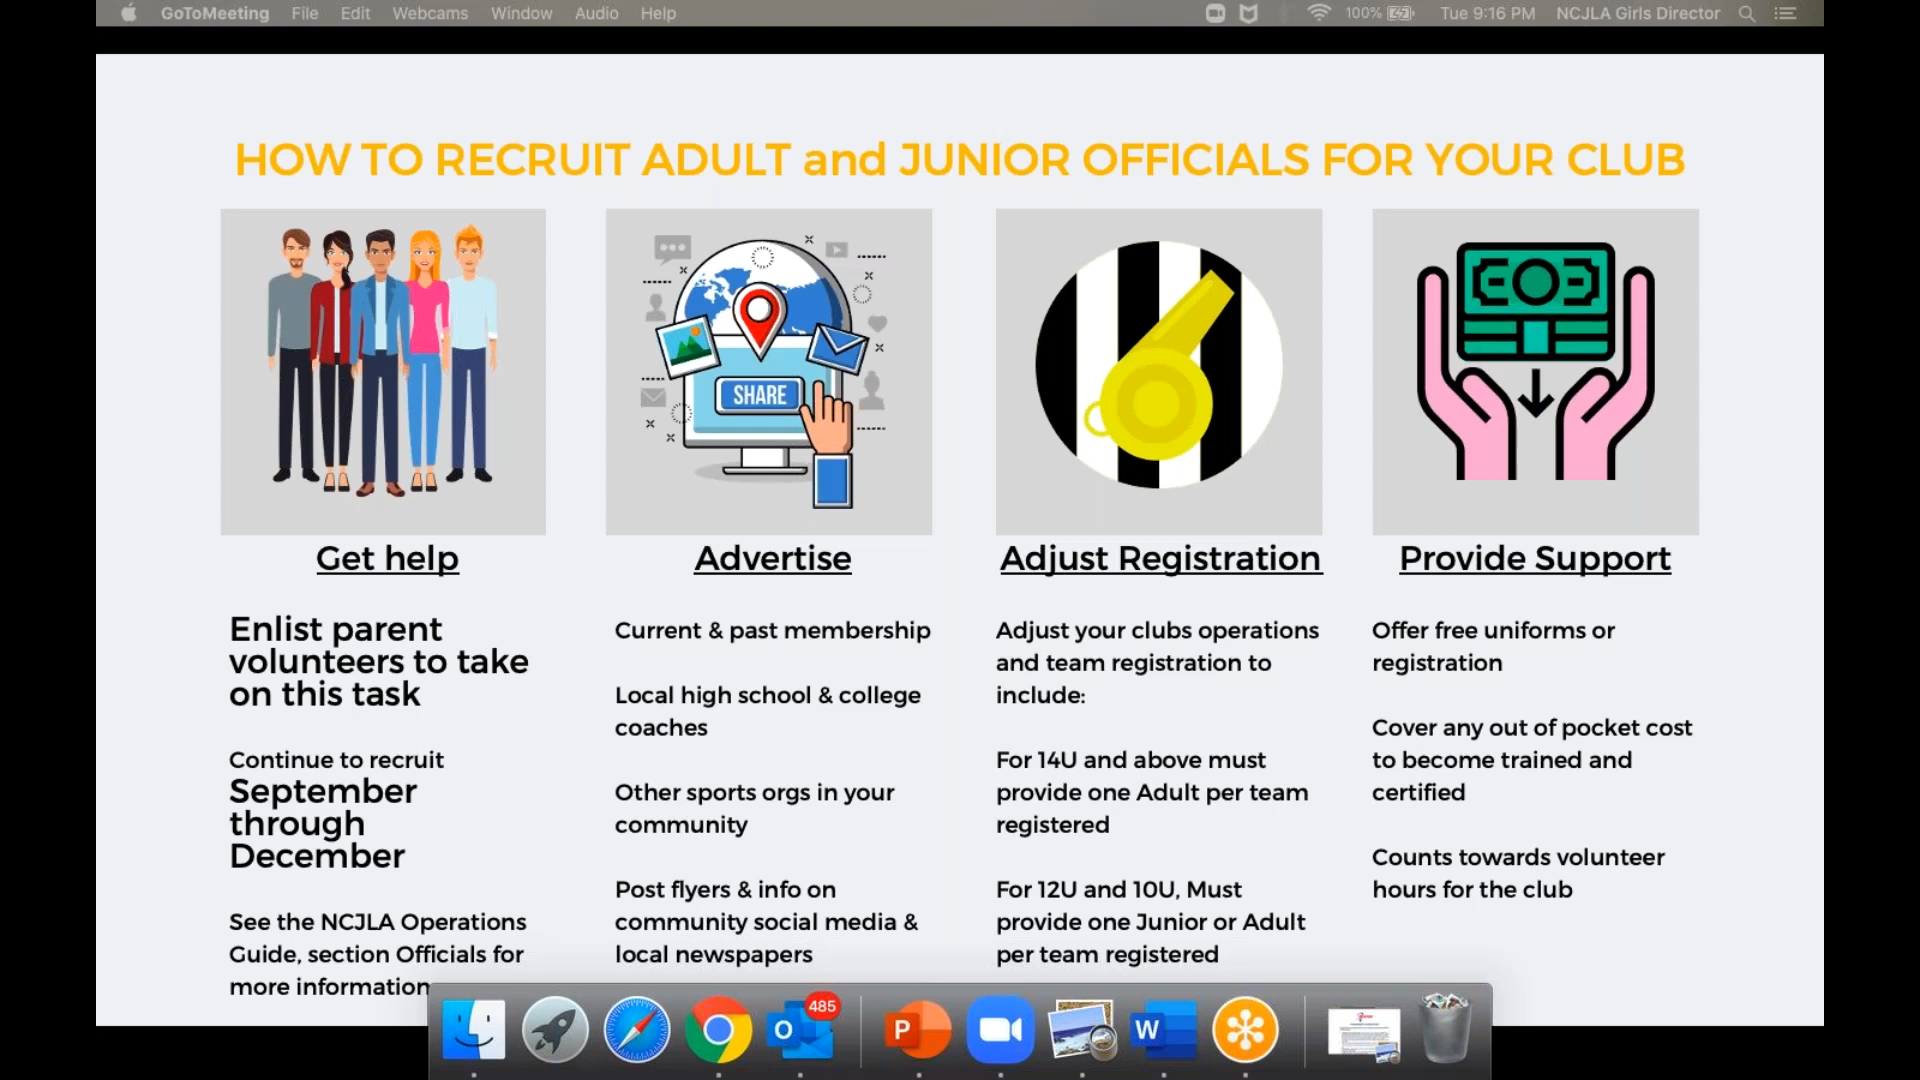 GoToMeeting File Edit Webcams Window Audio Help 100% Tue 9:16 PM NCJLA Girls Director
HOW TO RECRUIT ADULT and JUNIOR OFFICIALS FOR YOUR CLUB
SHARE
Get help
Enlist parent
volunteers to take
on this task
Continue to recruit
September
through
December
See the NCJLA Operations
Guide, section Officials for
more information
Advertise
Current & past membership
Local high school & college
coaches
Other sports orgs in your
community
Post flyers & info on
community social media &
local newspapers
Adjust Registration
Adjust your clubs operations
and team registration to
include:
For 14U and above must
provide one Adult per team
registered
For 12U and 10U, Must
provide one Junior or Adult
per team registered
Provide Support
Offer free uniforms or
registration
Cover any out of pocket cost
to become trained and
certified
Counts towards volunteer
hours for the club
O
485
P
W